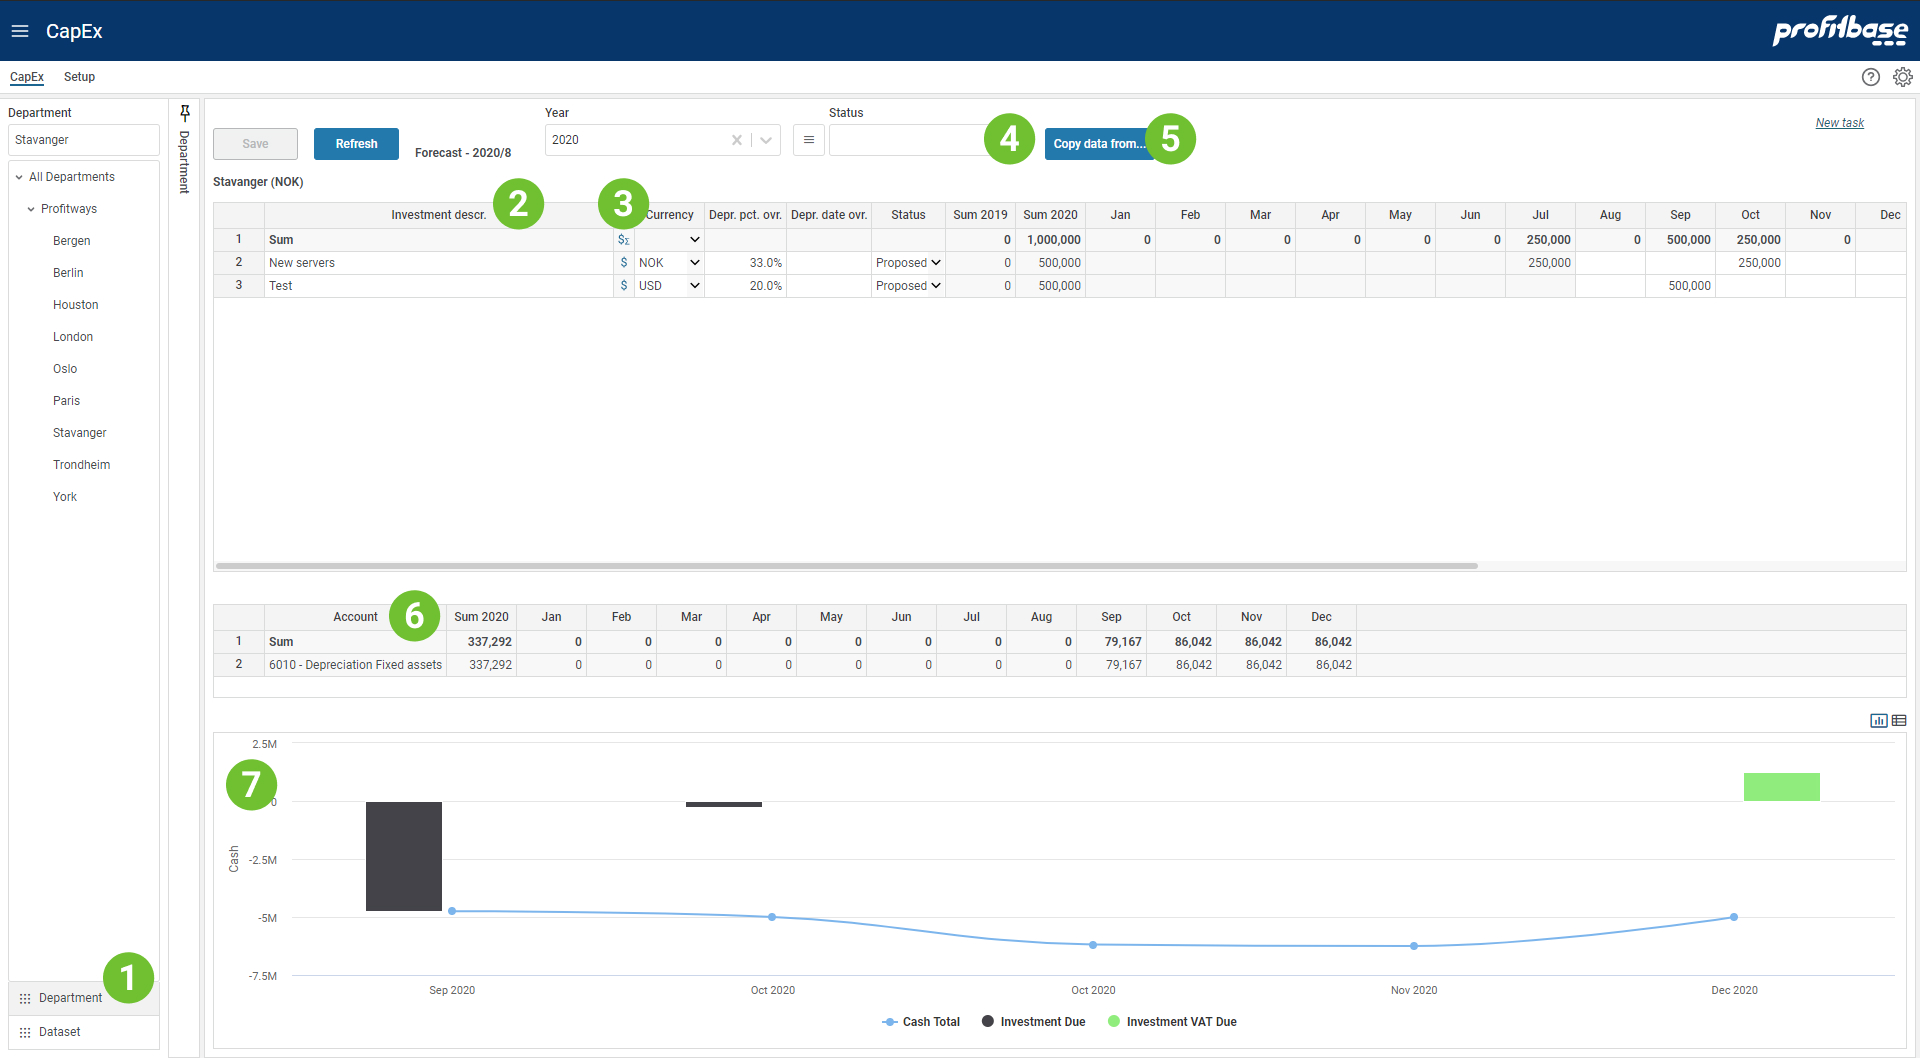 CapEx
profitbase
CapEx Setup
Department
Stavanger
All Departments
Profitways
Bergen
Berlin
Houston
London
Oslo
Paris
Stavanger
Trondheim
York
1
Department
Dataset
Department
Save
Refresh
Forecast - 2020/8
Year
2020
Status
4
Copy data from...
5
New task
Stavanger (NOK)
2
3
Investment descr. Currency Depr. pct. ovr. Depr. date ovr. Status Sum 2019 Sum 2020 Jan Feb Mar Apr May Jun Jul Aug Sep Oct Nov Dec
1 Sum $Σ 0 1,000,000 0 0 0 0 0 0 250,000 0 500,000 250,000 0
2 New servers $ NOK 33.0% Proposed 0 500,000 250,000 250,000
3 Test $ USD 20.0% Proposed 0 500,000 500,000
6
Account Sum 2020 Jan Feb Mar Apr May Jun Jul Aug Sep Oct Nov Dec
1 Sum 337,292 0 0 0 0 0 0 0 0 79,167 86,042 86,042 86,042
2 6010 - Depreciation Fixed assets 337,292 0 0 0 0 0 0 0 0 79,167 86,042 86,042 86,042
7
Cash
2.5M
0
-2.5M
-5M
-7.5M
Sep 2020 Oct 2020 Oct 2020 Nov 2020 Dec 2020
Cash Total Investment Due Investment VAT Due